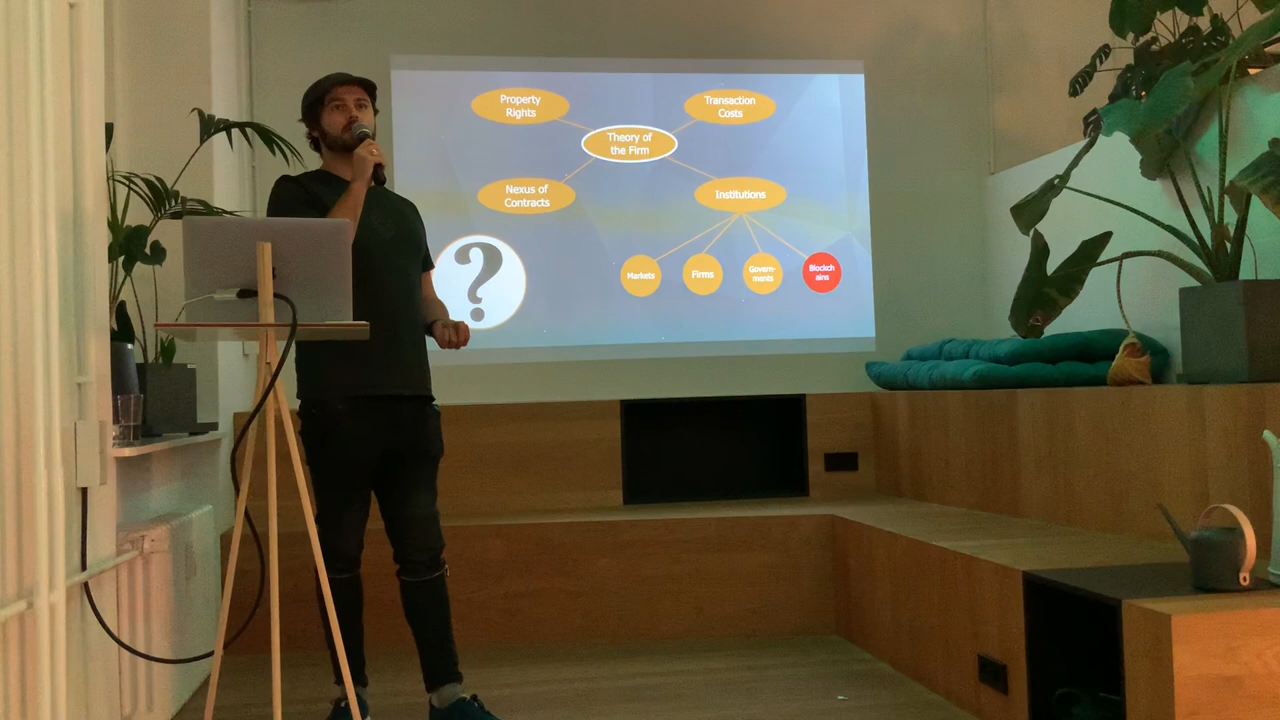 Property
Rights
Transaction
Costs
Theory of
the Firm
Nexus of
Contracts
Institutions
?
Markets
Firms
Govern-
ments
Blockch
ains